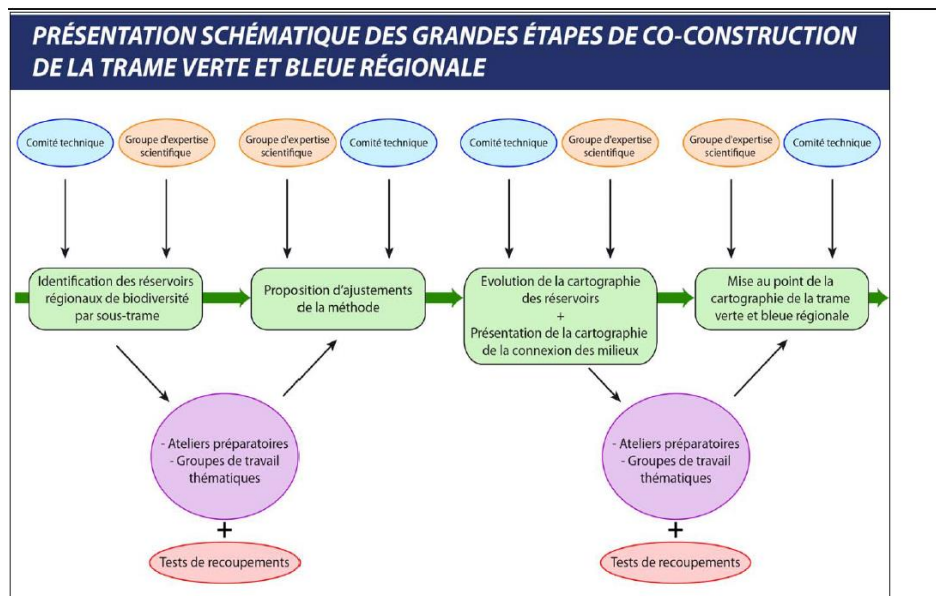 PRÉSENTATION SCHÉMATIQUE DES GRANDES ÉTAPES DE CO-CONSTRUCTION
DE LA TRAME VERTE ET BLEUE RÉGIONALE
Comité technique
Groupe d'expertise
scientifique
Groupe d'expertise
scientifique
Comité technique
Comité technique
Groupe d'expertise
scientifique
Groupe d'expertise
scientifique
Comité technique
Identification des réservoirs
régionaux de biodiversité
par sous-trame
Proposition d'ajustements
de la méthode
Evolution de la cartographie
des réservoirs
+
Présentation de la cartographie
de la connexion des milieux
Mise au point de la
cartographie de la trame
verte et bleue régionale
- Ateliers préparatoires
- Groupes de travail
thématiques
+
Tests de recoupements
- Ateliers préparatoires
- Groupes de travail
thématiques
+
Tests de recoupements